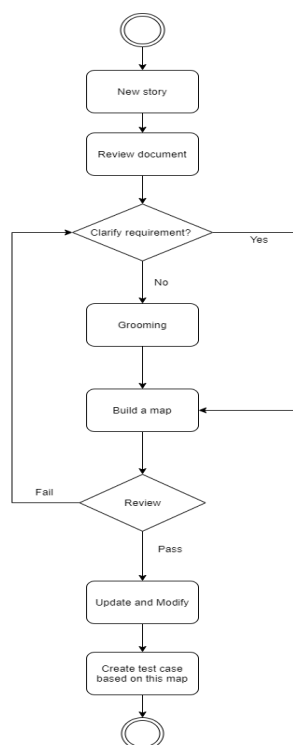 New story
Review document
Clarify requirement?
Yes
No
Grooming
Build a map
Fail
Review
Pass
Update and Modify
Create test case
based on this map